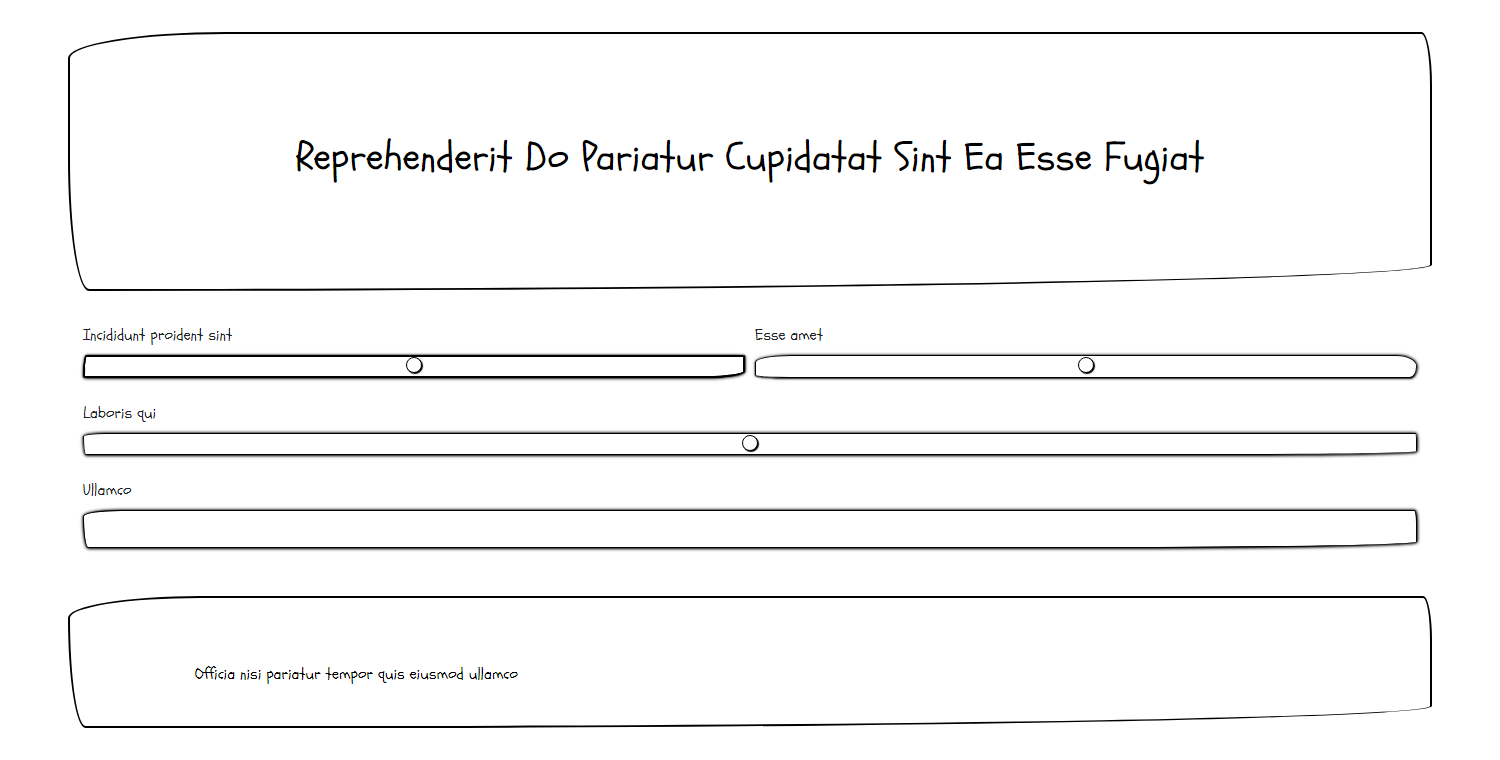 Reprehenderit Do Pariatur Cupidatat Sint Ea Esse Fugiat
Incididunt proident sint
Esse amet
Laboris qui
Ullamco
Officia nisi pariatur tempor quis eiusmod ullamco